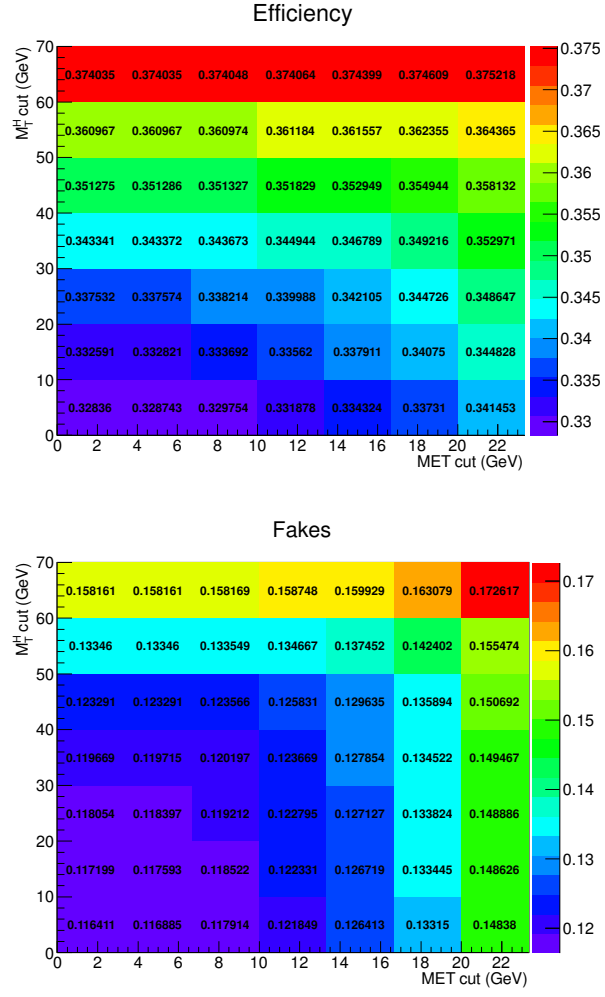 Efficiency
M_T^H cut (GeV)
70
60
50
40
30
20
10
0
0.374035 0.374035 0.374048 0.374064 0.374399 0.374609 0.375218
0.360967 0.360967 0.360974 0.361184 0.361557 0.362355 0.364365
0.351275 0.351286 0.351327 0.351829 0.352949 0.354944 0.358132
0.343341 0.343372 0.343673 0.344944 0.346789 0.349216 0.352971
0.337532 0.337574 0.338214 0.339988 0.342105 0.344726 0.348647
0.332591 0.332821 0.333692 0.33562 0.337911 0.34075 0.344828
0.32836 0.328743 0.329754 0.331878 0.334324 0.33731 0.341453
0 2 4 6 8 10 12 14 16 18 20 22
MET cut (GeV)
0.375
0.37
0.365
0.36
0.355
0.35
0.345
0.34
0.335
0.33
Fakes
M_T^H cut (GeV)
70
60
50
40
30
20
10
0
0.158161 0.158161 0.158169 0.158748 0.159929 0.163079 0.172617
0.13346 0.13346 0.133549 0.134667 0.137452 0.142402 0.155474
0.123291 0.123291 0.123566 0.125831 0.129635 0.135894 0.150692
0.119669 0.119715 0.120197 0.123669 0.127854 0.134522 0.149467
0.118054 0.118397 0.119212 0.122795 0.127127 0.133824 0.148886
0.117199 0.117593 0.118522 0.122331 0.126719 0.133445 0.148626
0.116411 0.116885 0.117914 0.121849 0.126413 0.13315 0.14838
0 2 4 6 8 10 12 14 16 18 20 22
MET cut (GeV)
0.17
0.16
0.15
0.14
0.13
0.12